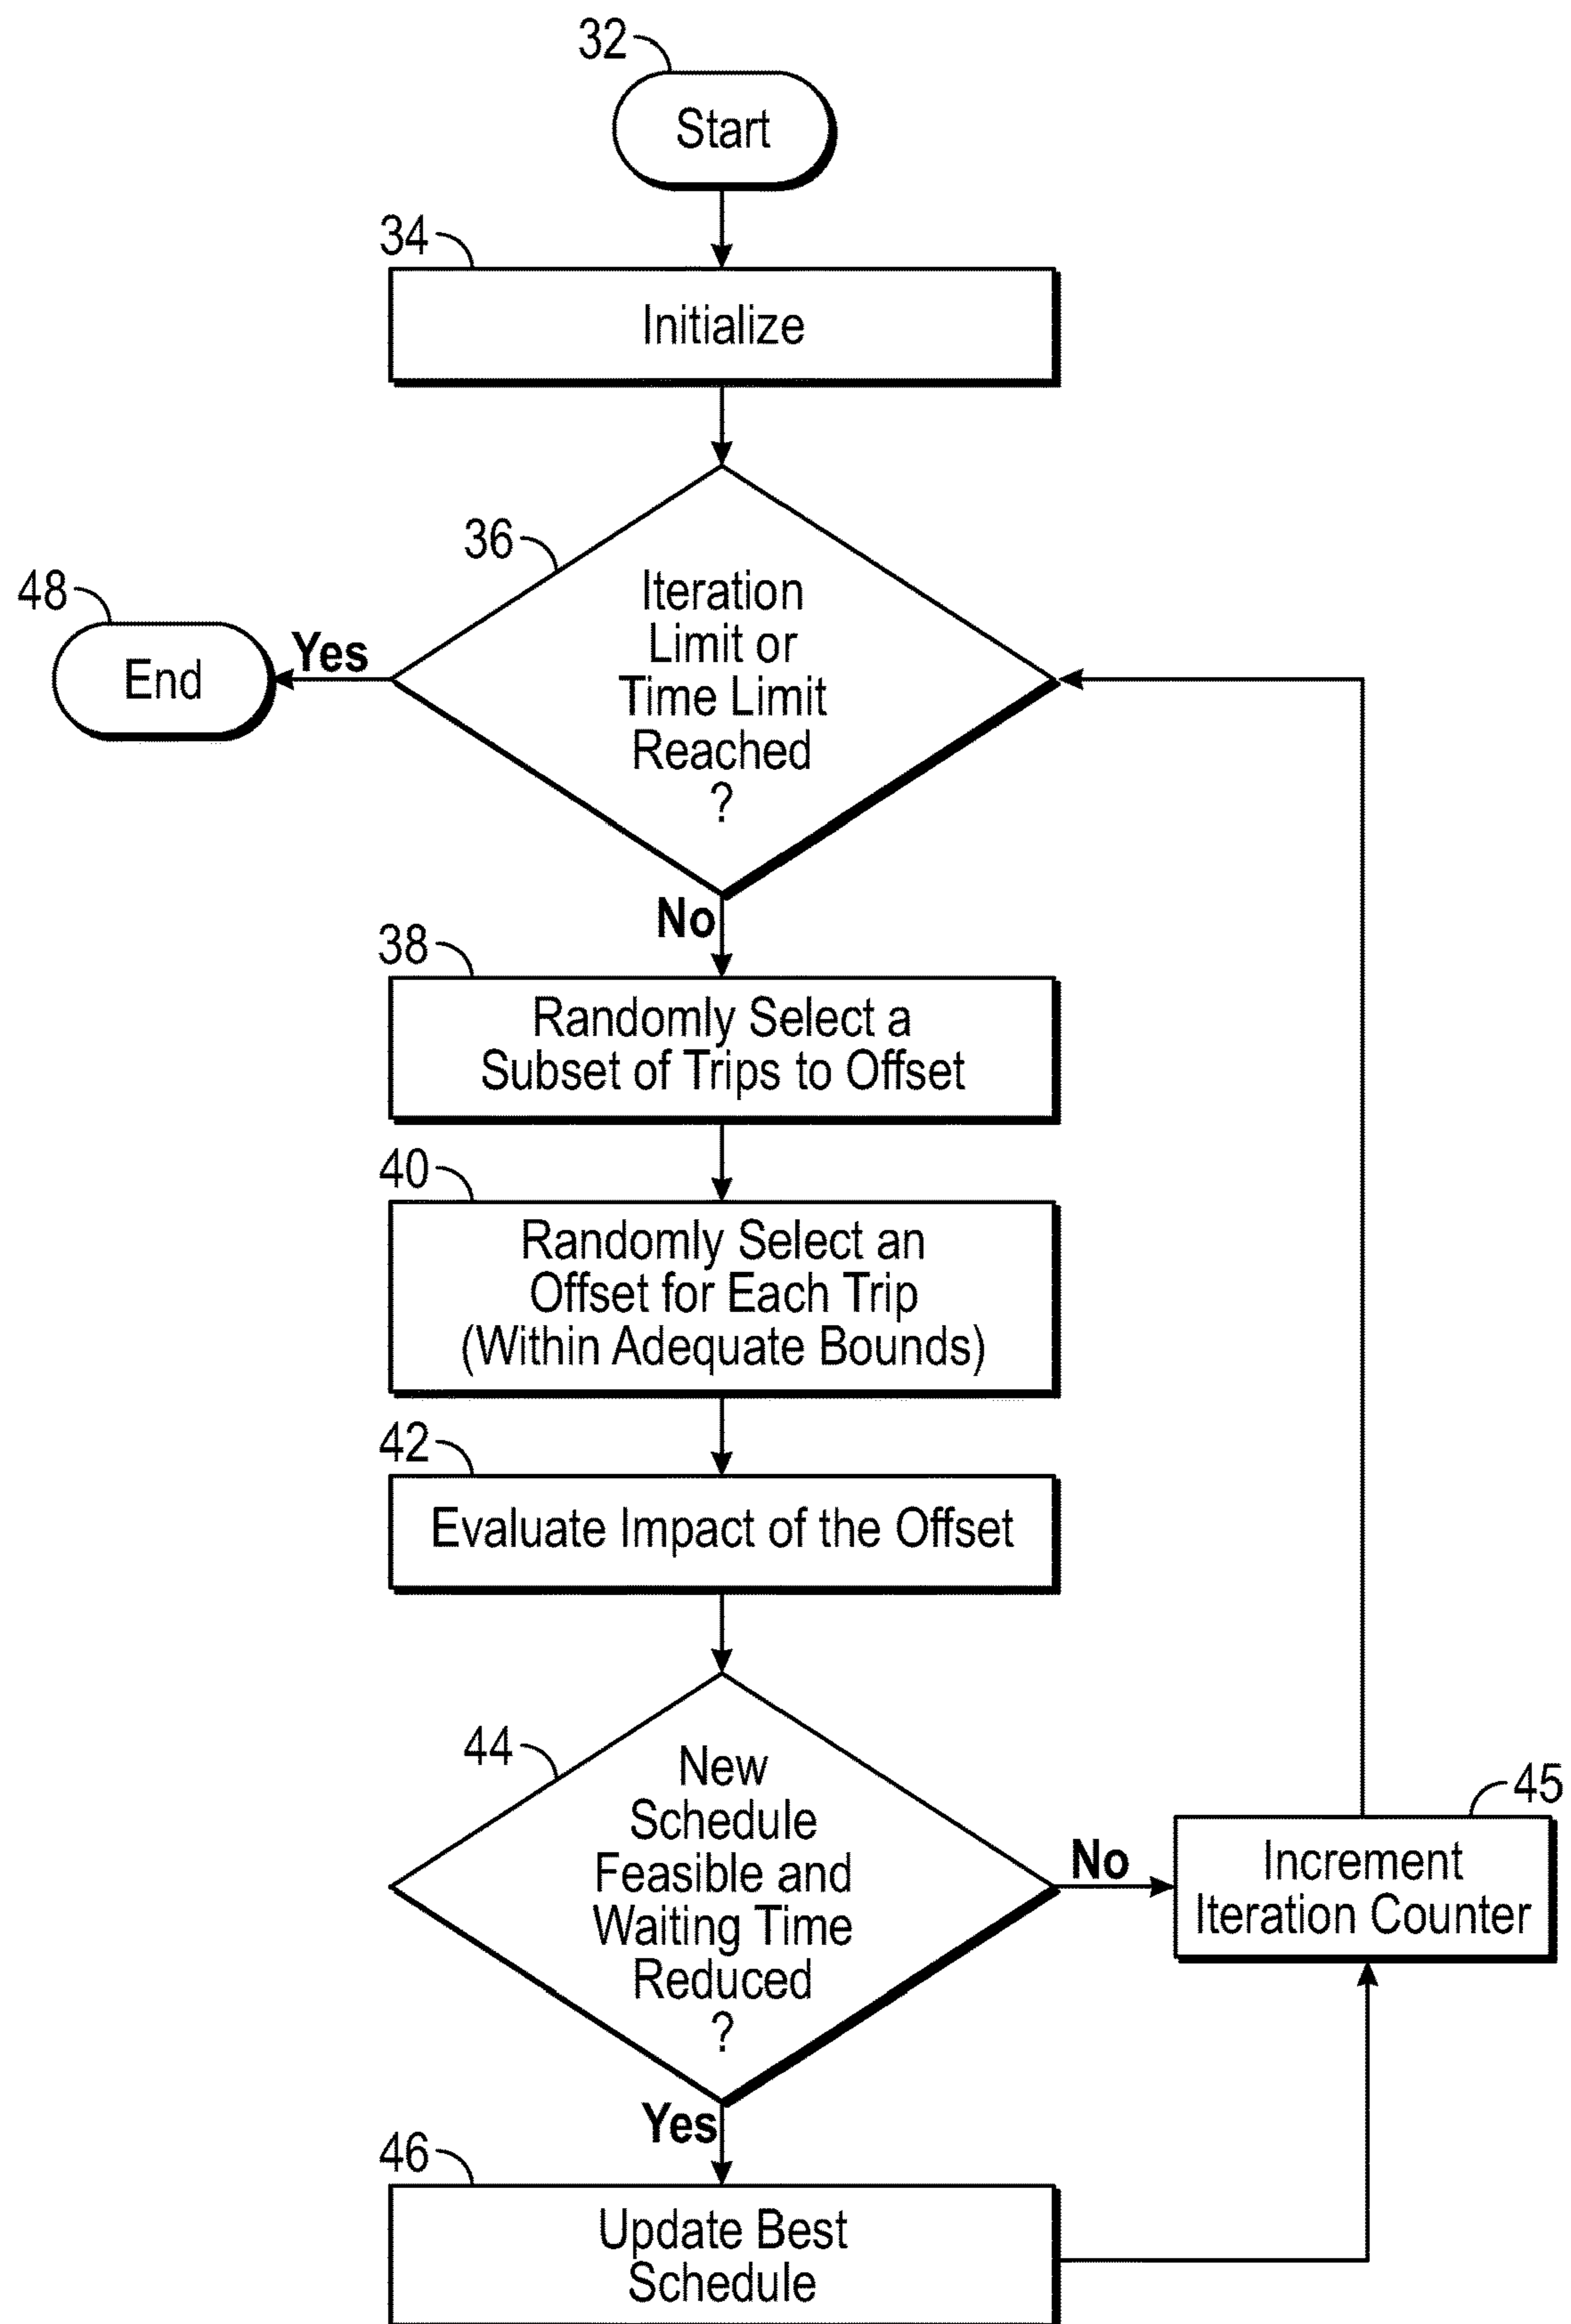 32
Start
34
Initialize
36
Iteration
Limit or
Time Limit
Reached
?
48
End
Yes
No
38
Randomly Select a
Subset of Trips to Offset
40
Randomly Select an
Offset for Each Trip
(Within Adequate Bounds)
42
Evaluate Impact of the Offset
44
New
Schedule
Feasible and
Waiting Time
Reduced
?
No
45
Increment
Iteration Counter
Yes
46
Update Best
Schedule